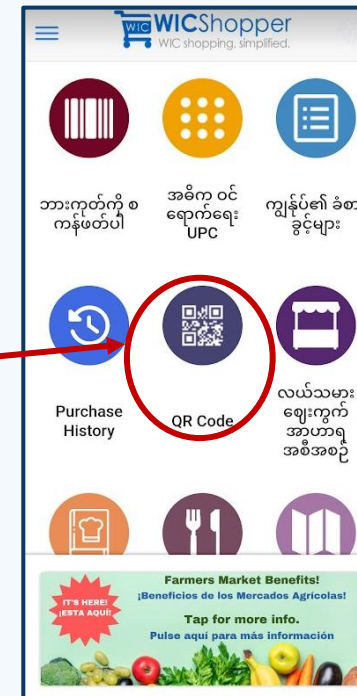 WIC WICShopper
WIC shopping, simplified.
ဘားကုတ်ကို စ
ကန်ဖတ်ပါ
အဓိက ဝင်
ရောက်ရေး
UPC
ကျွန်ုပ်၏ ခံစား
ခွင့်များ
Purchase
History
QR Code
လယ်သမား
ဈေးကွက်
အာဟာရ
အစီအစဉ်
IT'S HERE!
¡ESTA AQUÍ!
Farmers Market Benefits!
¡Beneficios de los Mercados Agrícolas!
Tap for more info.
Pulse aquí para más información